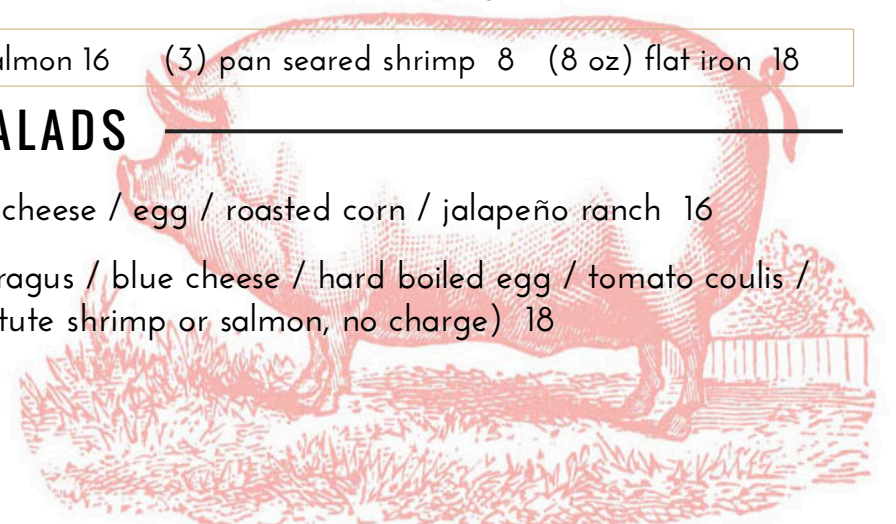 almon 16 (3) pan seared shrimp 8 (8 oz) flat iron 18
ALADS
cheese / egg / roasted corn / jalapeño ranch 16
ragus / blue cheese / hard boiled egg / tomato coulis /
tute shrimp or salmon, no charge) 18